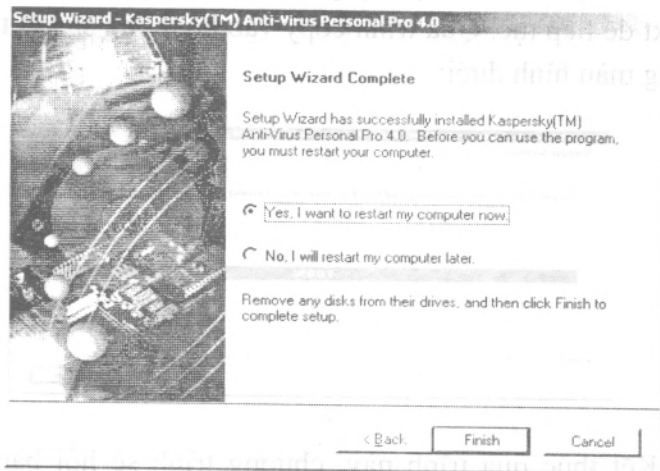 Setup Wizard - Kaspersky(TM) Anti-Virus Personal Pro 4.0
Setup Wizard Complete
Setup Wizard has successfully installed Kaspersky(TM)
Anti-Virus Personal Pro 4.0. Before you can use the program,
you must restart your computer.
Yes, I want to restart my computer now.
No, I will restart my computer later.
Remove any disks from their drives, and then click Finish to
complete setup.
< Back
Finish
Cancel